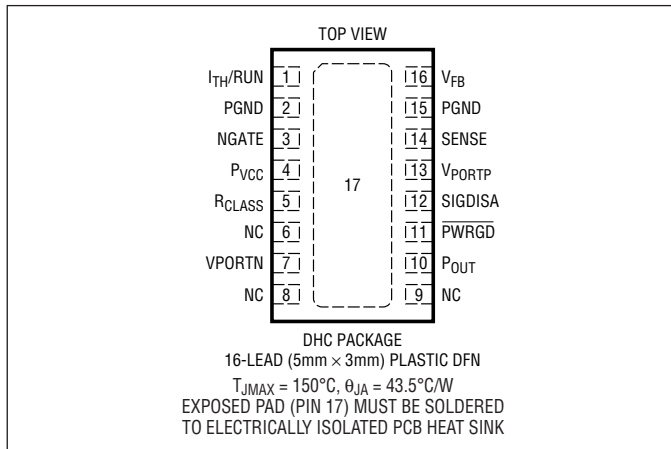 TOP VIEW
ITH/RUN 1 16 VFB
PGND 2 15 PGND
NGATE 3 14 SENSE
PVCC 4 13 VPORTP
17
RCLASS 5 12 SIGDISA
NC 6 11 PWRGD
VPORTN 7 10 POUT
NC 8 9 NC
DHC PACKAGE
16-LEAD (5mm × 3mm) PLASTIC DFN
TJMAX = 150°C, θJA = 43.5°C/W
EXPOSED PAD (PIN 17) MUST BE SOLDERED
TO ELECTRICALLY ISOLATED PCB HEAT SINK